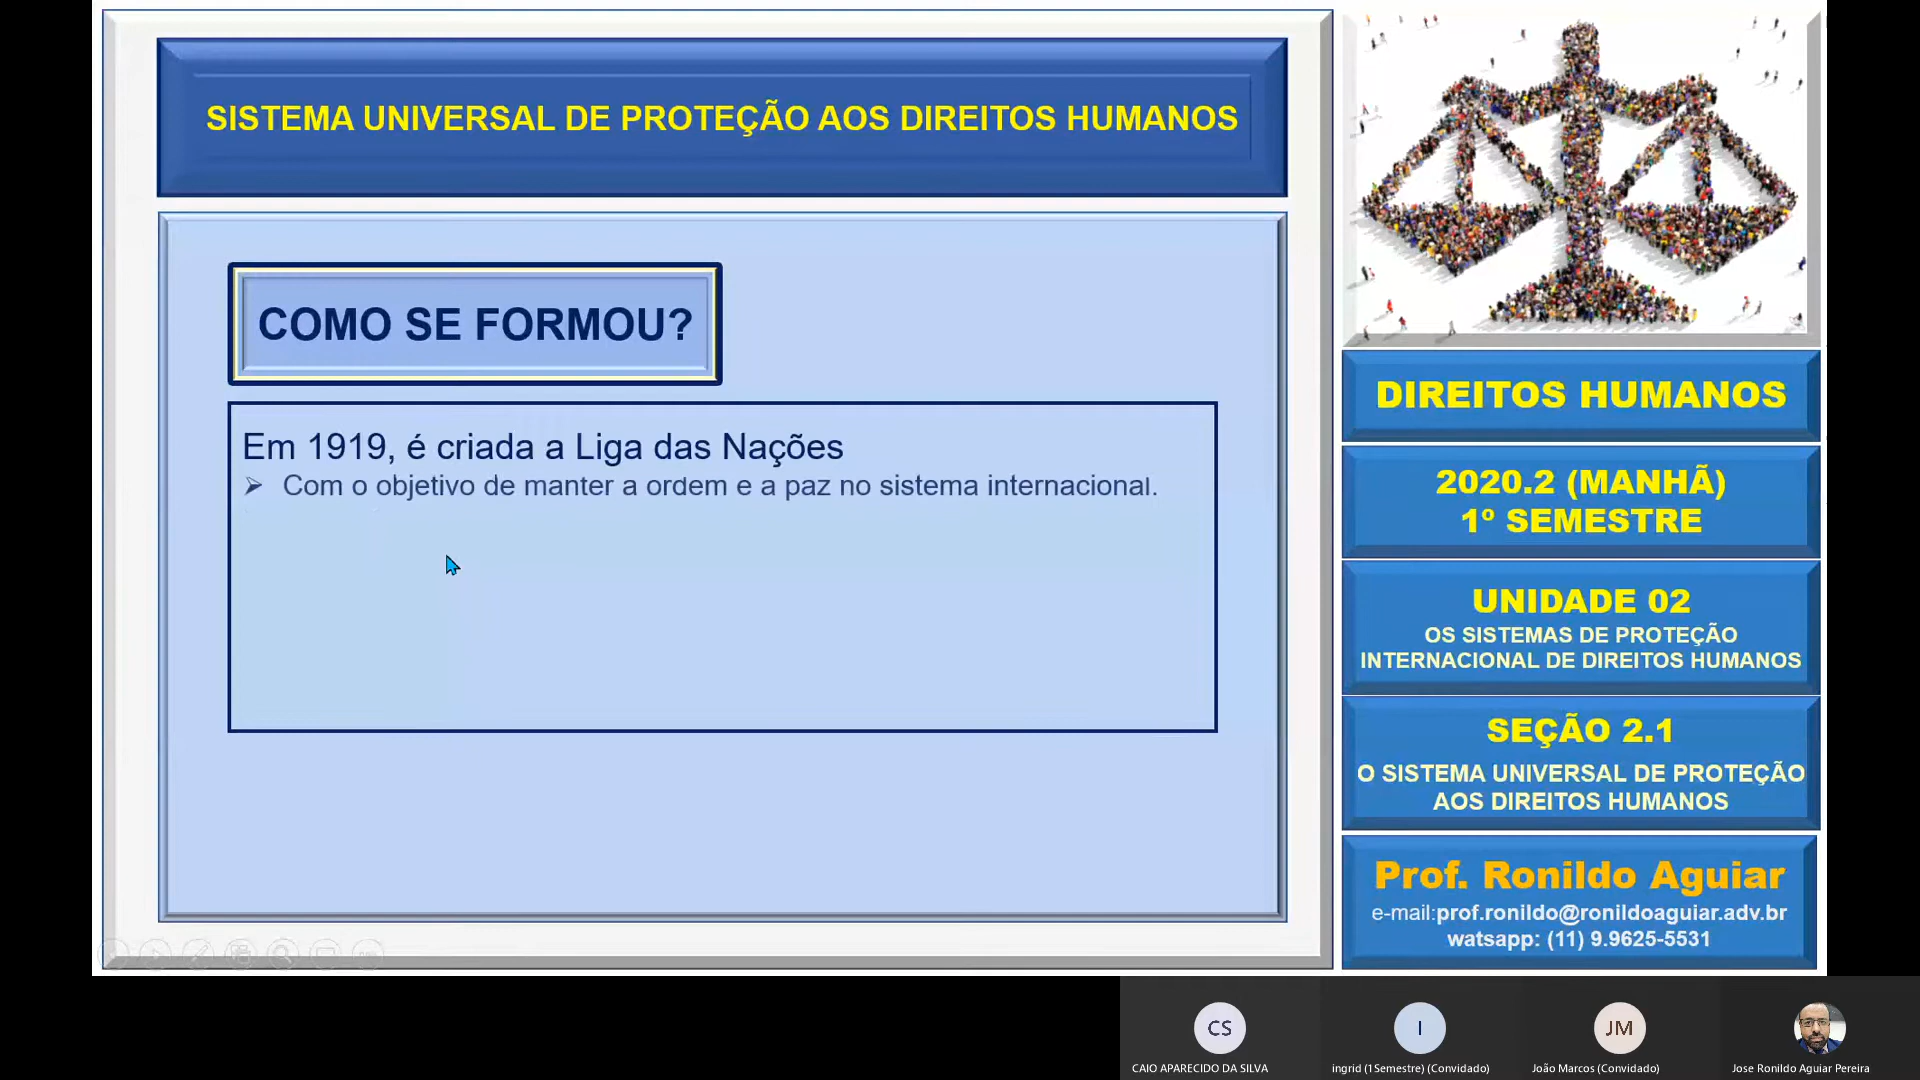 SISTEMA UNIVERSAL DE PROTEÇÃO AOS DIREITOS HUMANOS
COMO SE FORMOU?
Em 1919, é criada a Liga das Nações
➢ Com o objetivo de manter a ordem e a paz no sistema internacional.
DIREITOS HUMANOS
2020.2 (MANHÃ)
1º SEMESTRE
UNIDADE 02
OS SISTEMAS DE PROTEÇÃO
INTERNACIONAL DE DIREITOS HUMANOS
SEÇÃO 2.1
O SISTEMA UNIVERSAL DE PROTEÇÃO
AOS DIREITOS HUMANOS
Prof. Ronildo Aguiar
e-mail:prof.ronildo@ronildoaguiar.adv.br
watsapp: (11) 9.9625-5531
CS
I
JM
CAIO APARECIDO DA SILVA
ingrid (1Semestre) (Convidado)
João Marcos (Convidado)
Jose Ronildo Aguiar Pereira